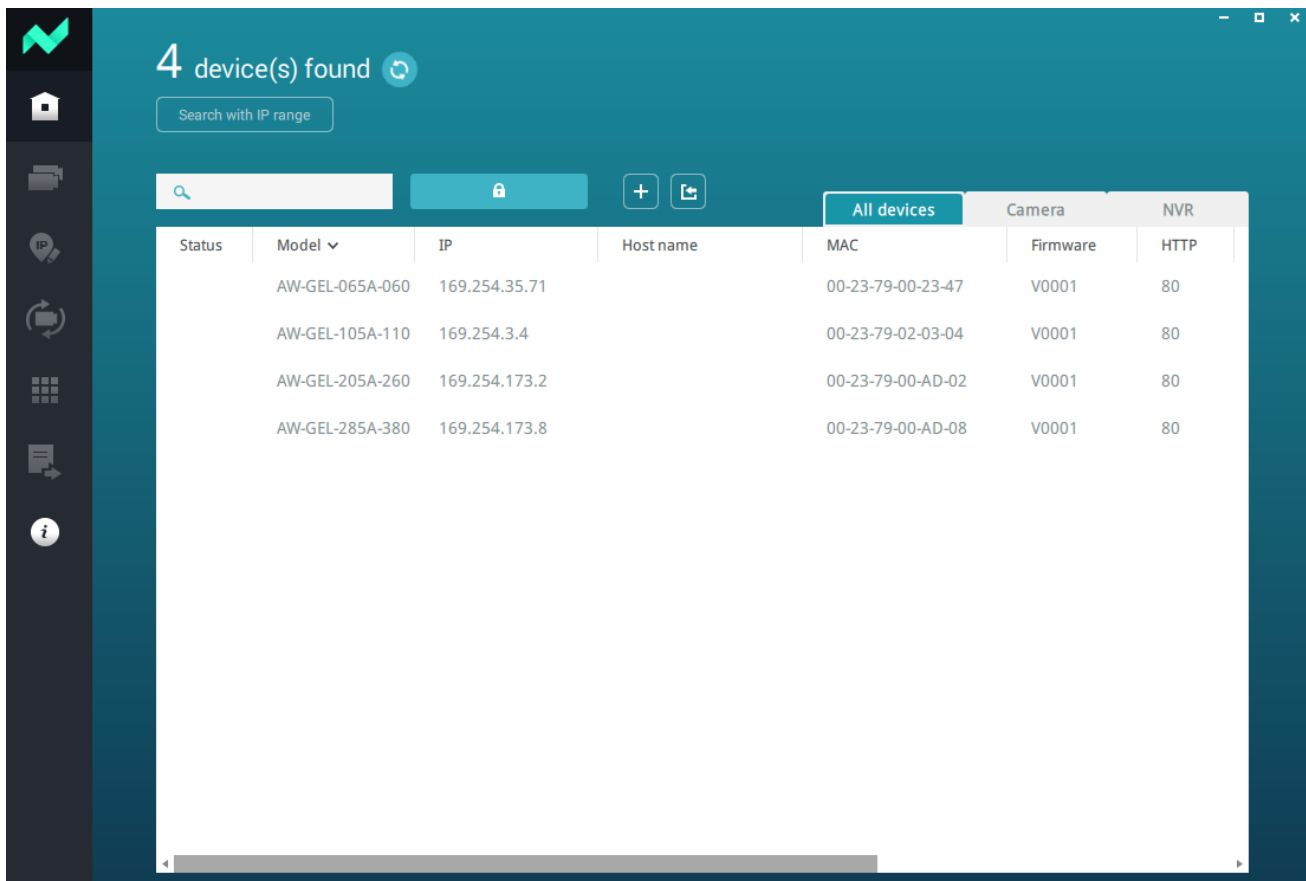 4 device(s) found
Search with IP range
All devices Camera NVR
Status Model IP Host name MAC Firmware HTTP
AW-GEL-065A-060 169.254.35.71 00-23-79-00-23-47 V0001 80
AW-GEL-105A-110 169.254.3.4 00-23-79-02-03-04 V0001 80
AW-GEL-205A-260 169.254.173.2 00-23-79-00-AD-02 V0001 80
AW-GEL-285A-380 169.254.173.8 00-23-79-00-AD-08 V0001 80
IP
i